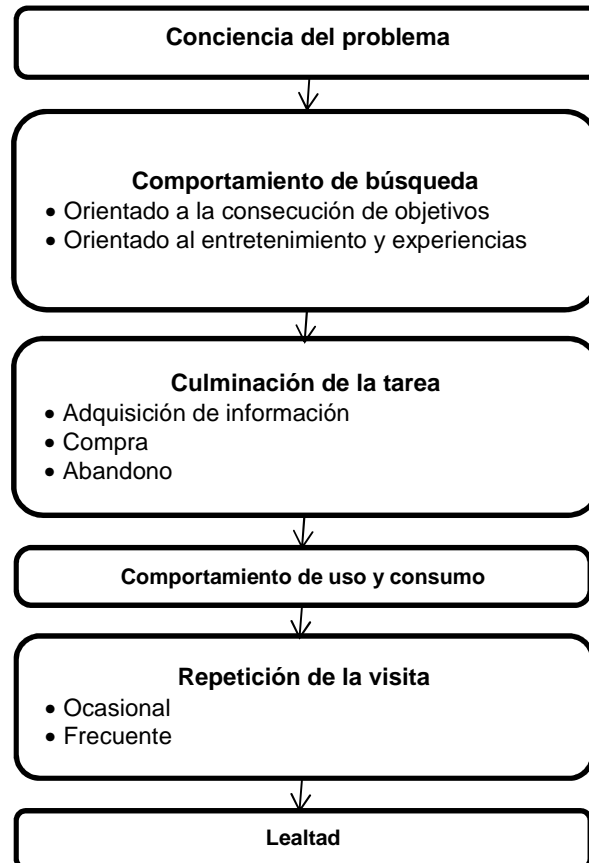 Conciencia del problema
Comportamiento de búsqueda
• Orientado a la consecución de objetivos
• Orientado al entretenimiento y experiencias
Culminación de la tarea
• Adquisición de información
• Compra
• Abandono
Comportamiento de uso y consumo
Repetición de la visita
• Ocasional
• Frecuente
Lealtad